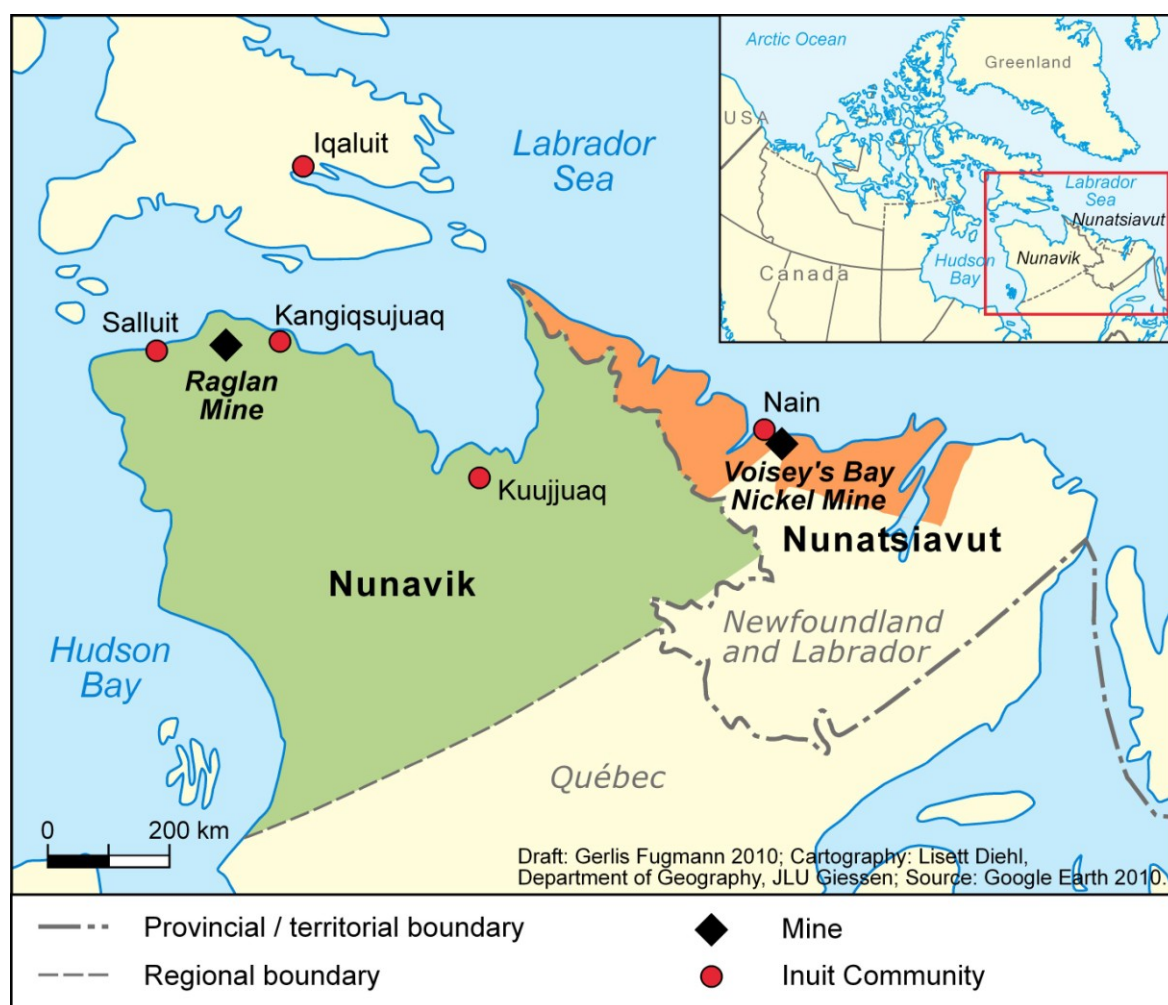 Arctic Ocean
Greenland
USA
Labrador
Sea
Nunatsiavut
Hudson
Bay
Nunavik
Canada
Iqaluit
Labrador
Sea
Salluit
Kangiqsujuaq
Raglan
Mine
Nain
Voisey's Bay
Nickel Mine
Kuujjuaq
Nunatsiavut
Nunavik
Newfoundland
and Labrador
Hudson
Bay
Québec
0 200 km
Draft: Gerlis Fugmann 2010; Cartography: Lisett Diehl,
Department of Geography, JLU Giessen; Source: Google Earth 2010.
Provincial / territorial boundary
Mine
Regional boundary
Inuit Community